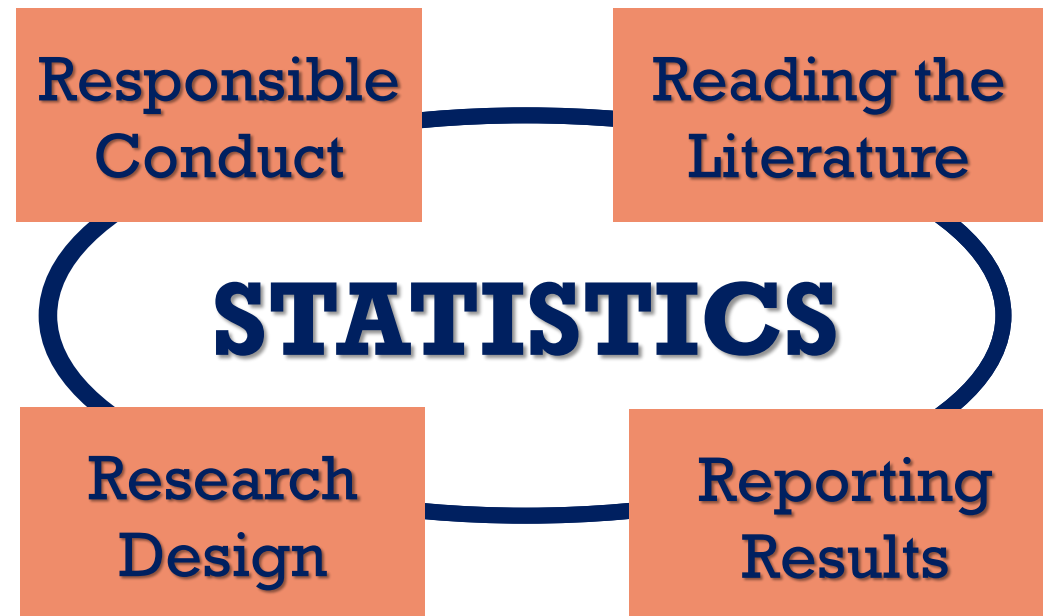 Responsible
Conduct
Reading the
Literature
STATISTICS
Research
Design
Reporting
Results